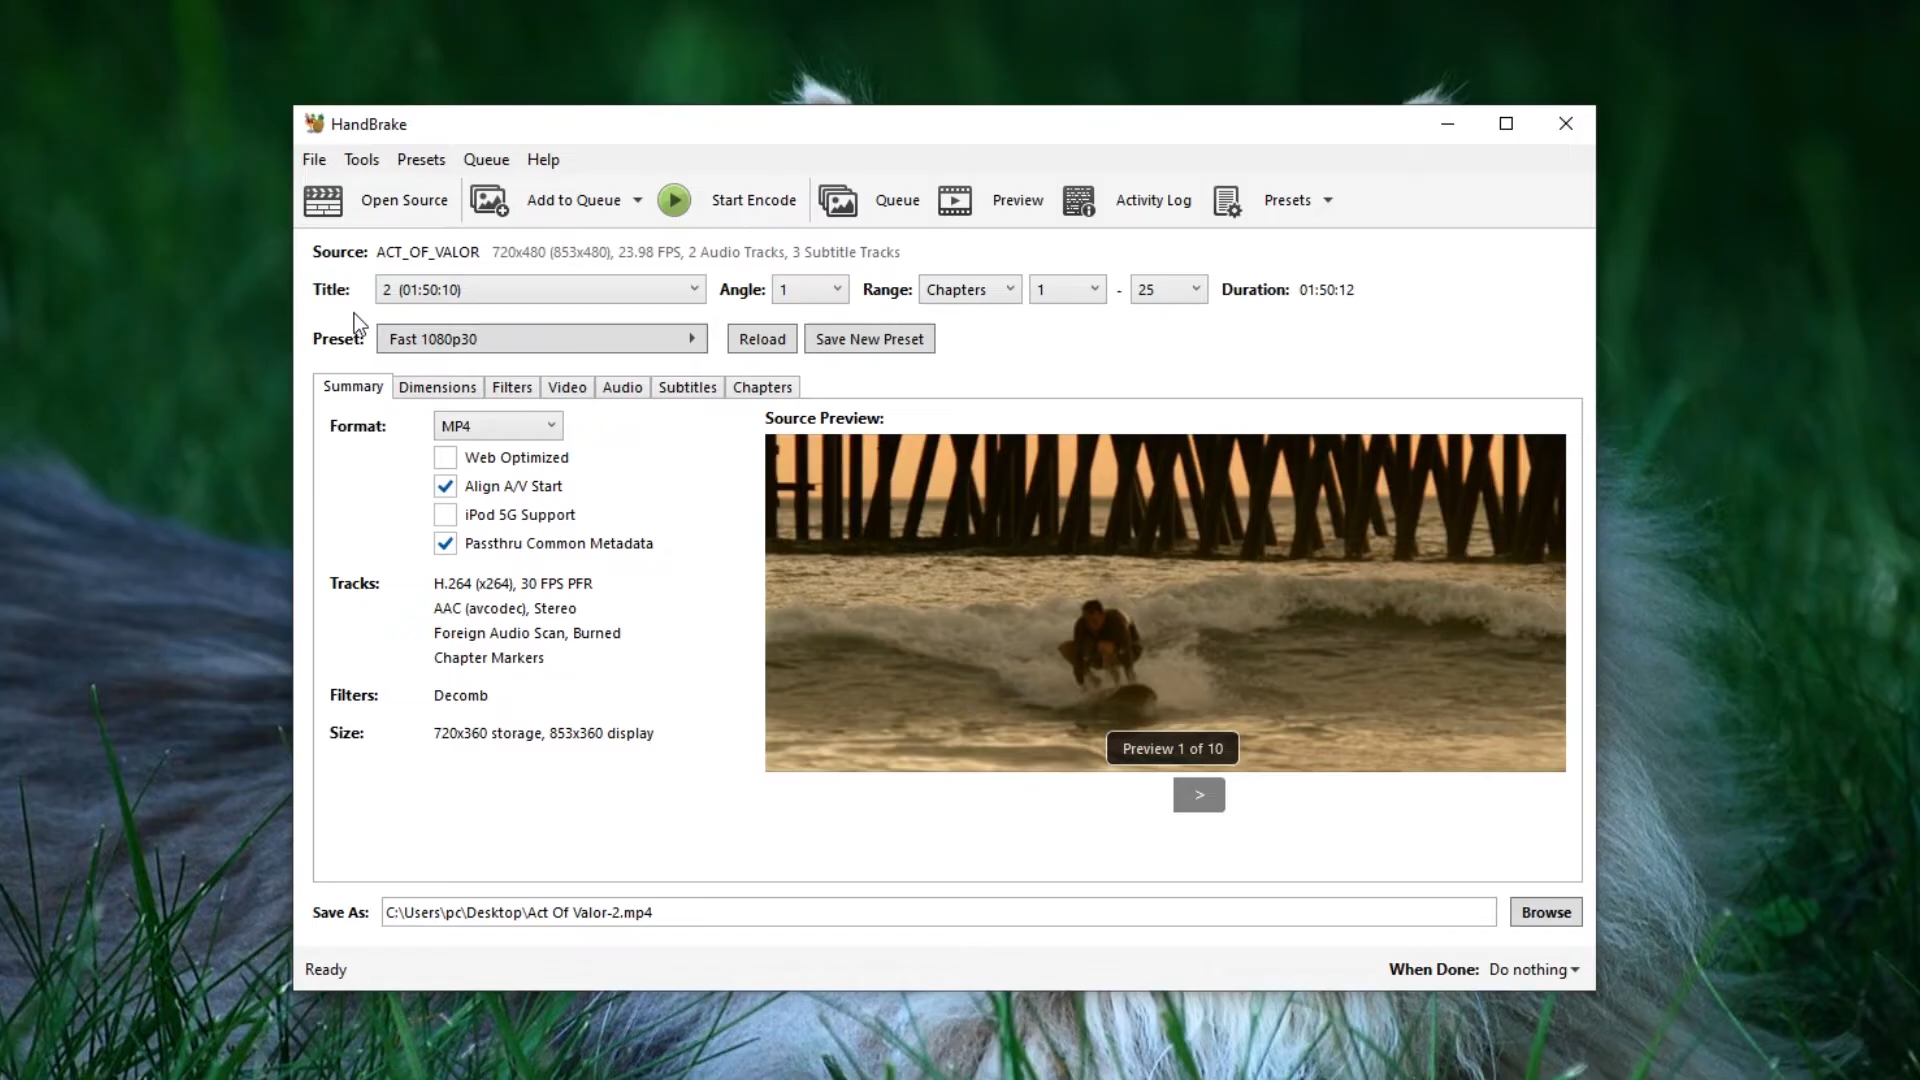 HandBrake
File Tools Presets Queue Help
Open Source Add to Queue Start Encode Queue Preview Activity Log Presets
Source: ACT_OF_VALOR 720x480 (853x480), 23.98 FPS, 2 Audio Tracks, 3 Subtitle Tracks
Title: 2 (01:50:10) Angle: 1 Range: Chapters 1 - 25 Duration: 01:50:12
Preset: Fast 1080p30 Reload Save New Preset
Summary Dimensions Filters Video Audio Subtitles Chapters
Format: MP4
Web Optimized
Align A/V Start
iPod 5G Support
Passthru Common Metadata
Tracks: H.264 (x264), 30 FPS PFR
AAC (avcodec), Stereo
Foreign Audio Scan, Burned
Chapter Markers
Filters: Decomb
Size: 720x360 storage, 853x360 display
Source Preview:
Preview 1 of 10
>
Save As: C:\Users\pc\Desktop\Act Of Valor-2.mp4 Browse
Ready When Done: Do nothing